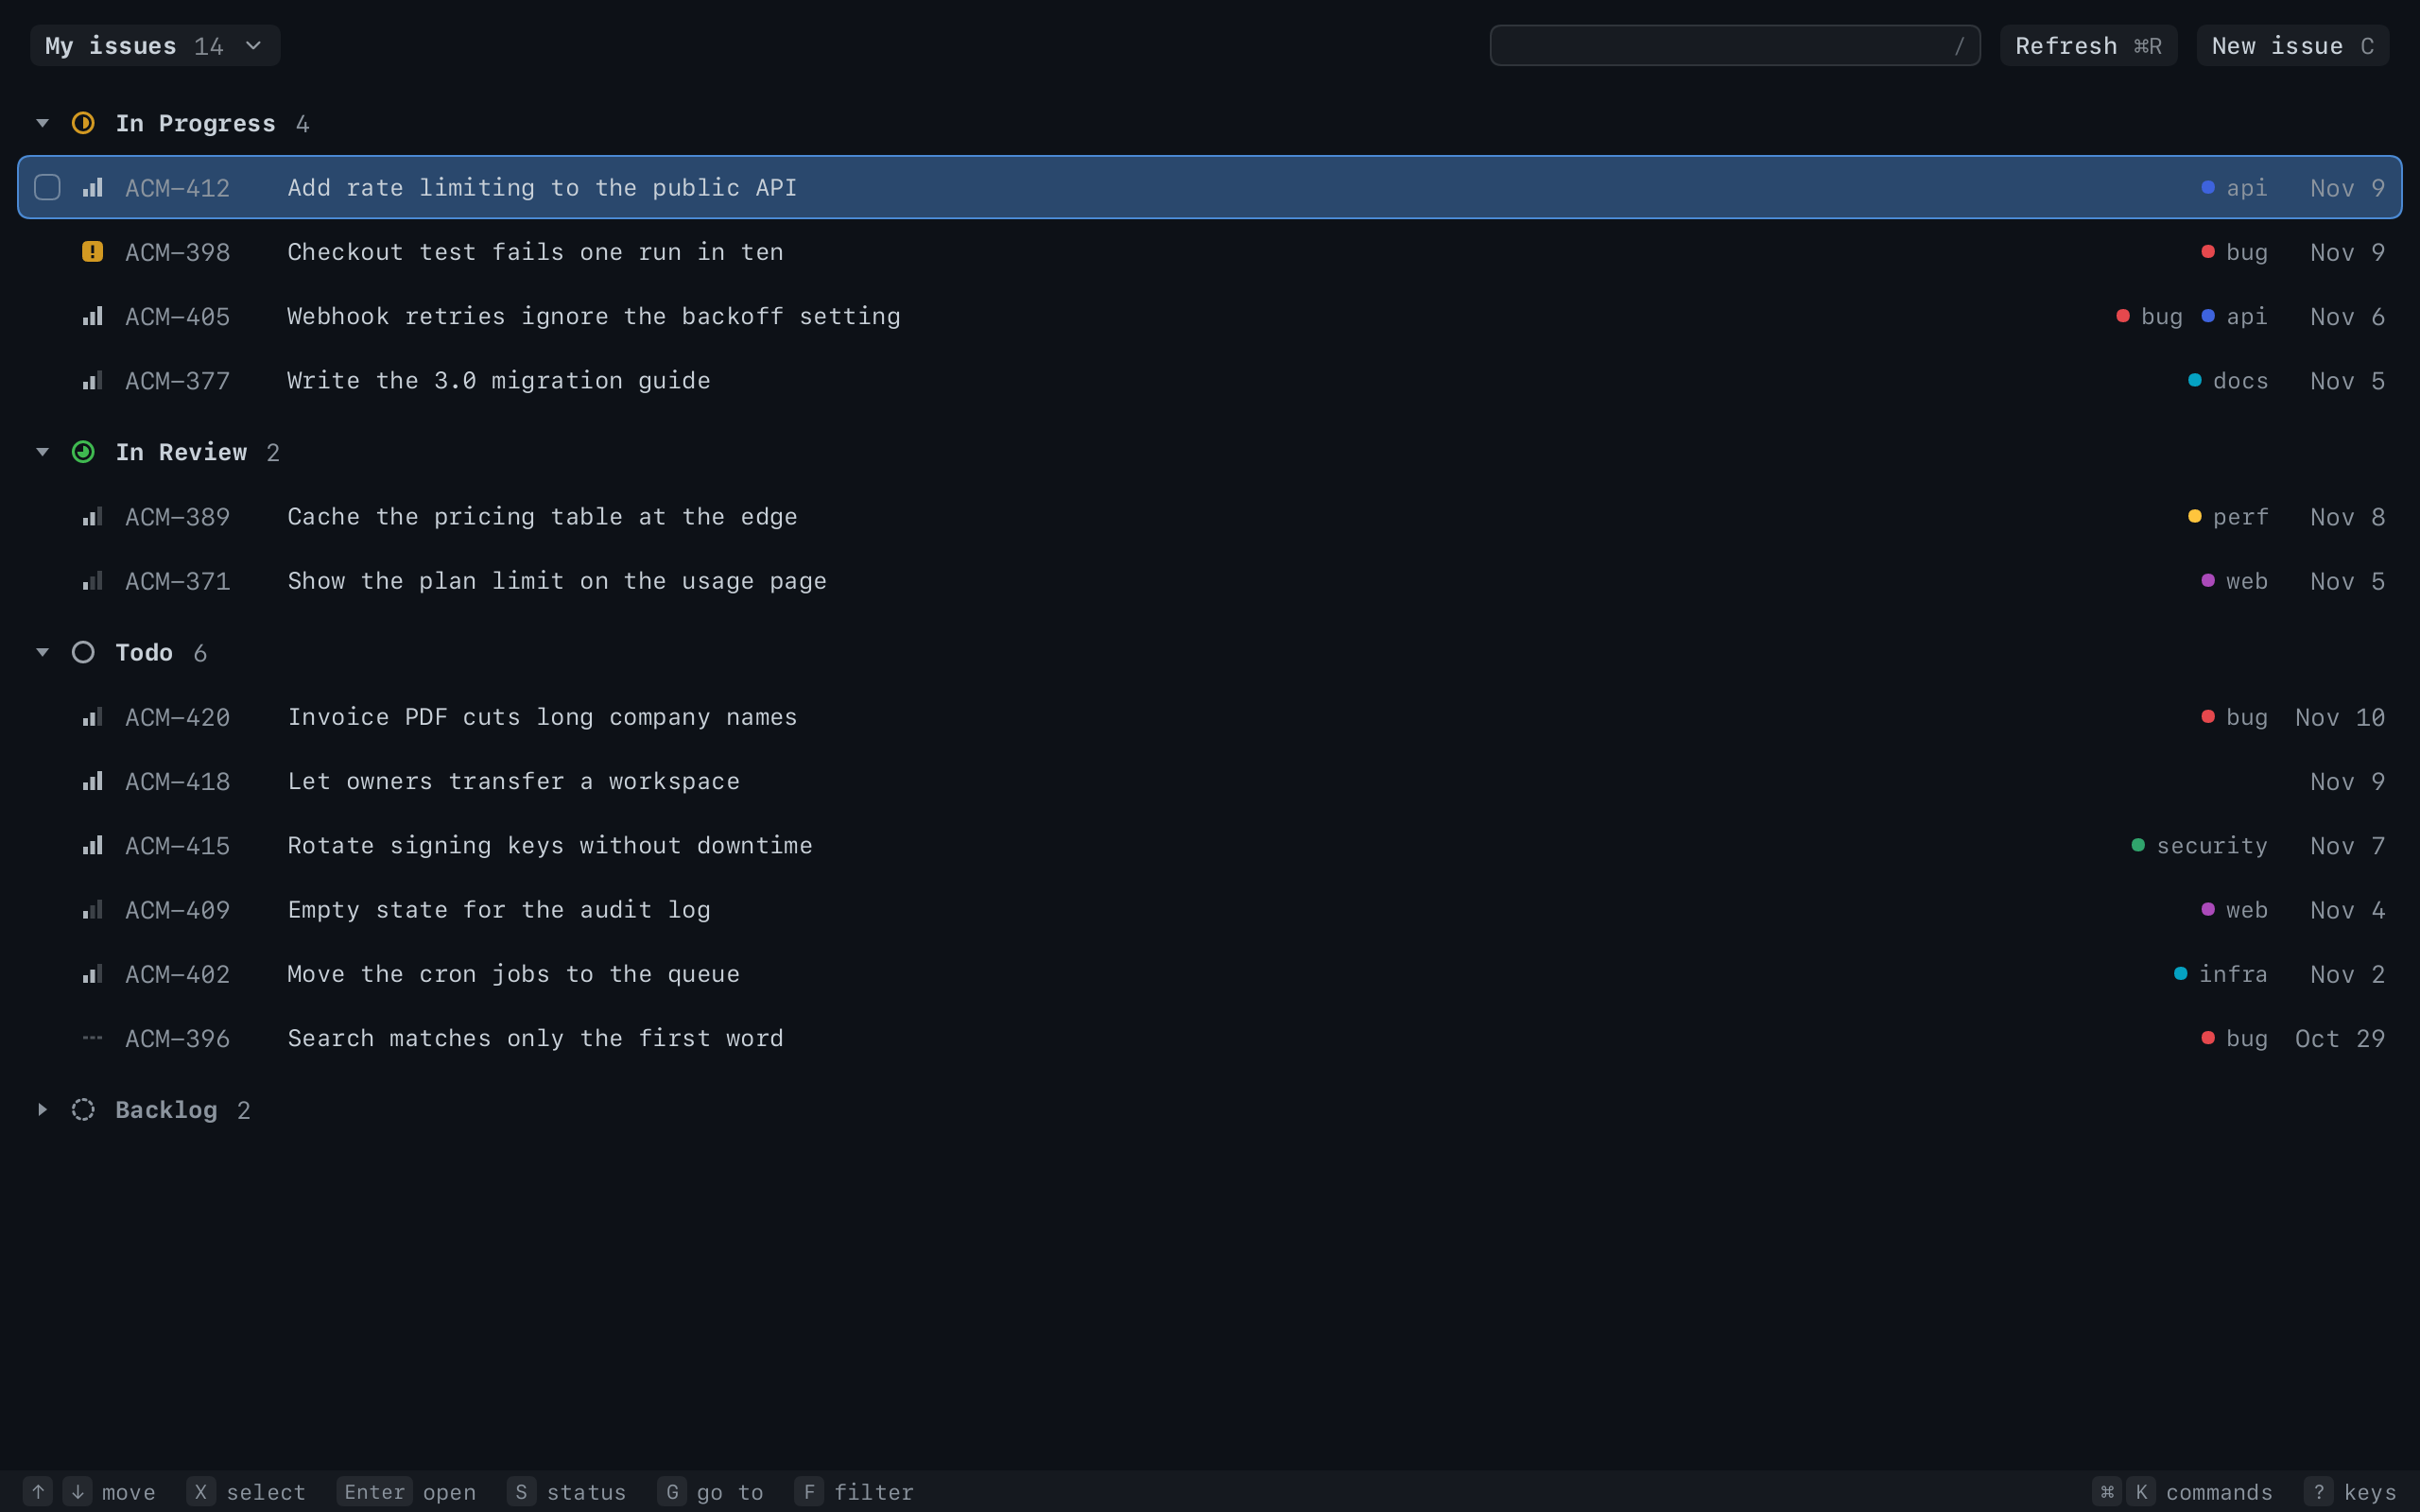 My issues 14 / Refresh ⌘R New issue C
In Progress 4
ACM-412 Add rate limiting to the public API api Nov 9
ACM-398 Checkout test fails one run in ten bug Nov 9
ACM-405 Webhook retries ignore the backoff setting bug api Nov 6
ACM-377 Write the 3.0 migration guide docs Nov 5
In Review 2
ACM-389 Cache the pricing table at the edge perf Nov 8
ACM-371 Show the plan limit on the usage page web Nov 5
Todo 6
ACM-420 Invoice PDF cuts long company names bug Nov 10
ACM-418 Let owners transfer a workspace Nov 9
ACM-415 Rotate signing keys without downtime security Nov 7
ACM-409 Empty state for the audit log web Nov 4
ACM-402 Move the cron jobs to the queue infra Nov 2
ACM-396 Search matches only the first word bug Oct 29
Backlog 2
↑ ↓ move X select Enter open S status G go to F filter ⌘ K commands ? keys